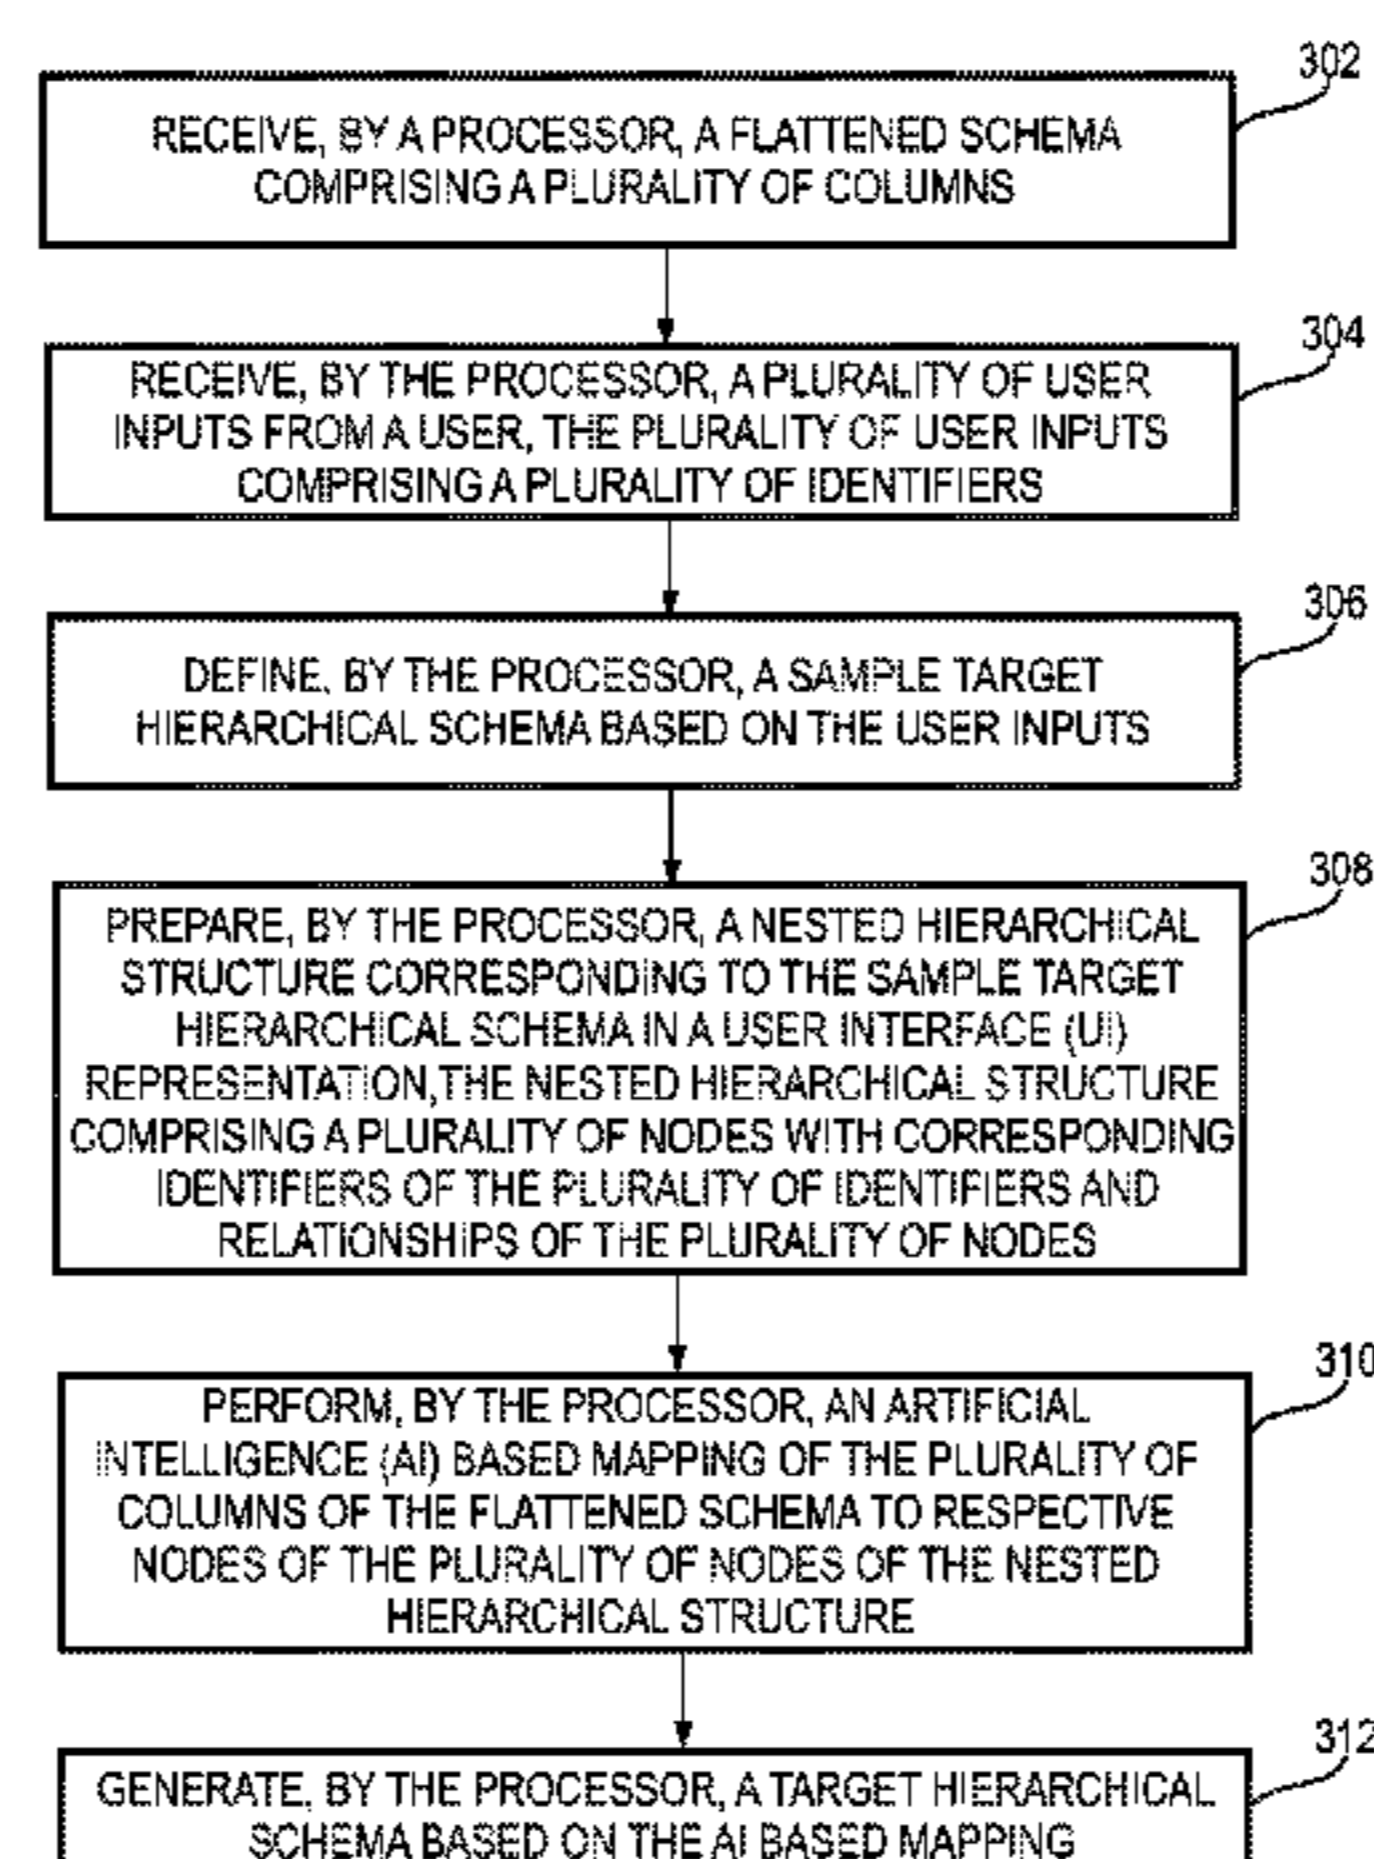 302
RECEIVE, BY A PROCESSOR, A FLATTENED SCHEMA
COMPRISING A PLURALITY OF COLUMNS
304
RECEIVE, BY THE PROCESSOR, A PLURALITY OF USER
INPUTS FROM A USER, THE PLURALITY OF USER INPUTS
COMPRISING A PLURALITY OF IDENTIFIERS
306
DEFINE, BY THE PROCESSOR, A SAMPLE TARGET
HIERARCHICAL SCHEMA BASED ON THE USER INPUTS
308
PREPARE, BY THE PROCESSOR, A NESTED HIERARCHICAL
STRUCTURE CORRESPONDING TO THE SAMPLE TARGET
HIERARCHICAL SCHEMA IN A USER INTERFACE (UI)
REPRESENTATION, THE NESTED HIERARCHICAL STRUCTURE
COMPRISING A PLURALITY OF NODES WITH CORRESPONDING
IDENTIFIERS OF THE PLURALITY OF IDENTIFIERS AND
RELATIONSHIPS OF THE PLURALITY OF NODES
310
PERFORM, BY THE PROCESSOR, AN ARTIFICIAL
INTELLIGENCE (AI) BASED MAPPING OF THE PLURALITY OF
COLUMNS OF THE FLATTENED SCHEMA TO RESPECTIVE
NODES OF THE PLURALITY OF NODES OF THE NESTED
HIERARCHICAL STRUCTURE
312
GENERATE, BY THE PROCESSOR, A TARGET HIERARCHICAL
SCHEMA BASED ON THE AI BASED MAPPING